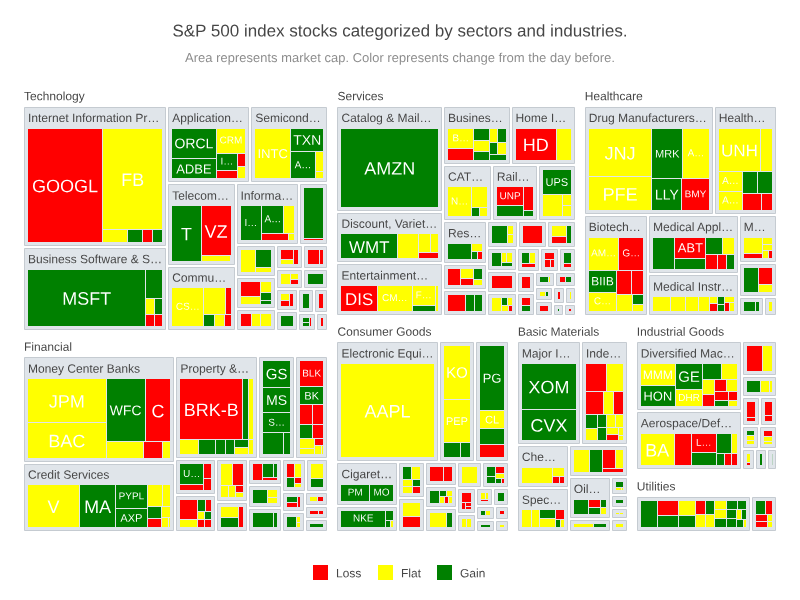 S&P 500 index stocks categorized by sectors and industries.
Area represents market cap. Color represents change from the day before.
Technology
Internet Information Pr…
GOOGL
FB
Application…
ORCL
CRM
ADBE
I…
Semicond…
INTC
TXN
A…
Telecom…
T
VZ
Informa…
I…
A…
Business Software & S…
MSFT
Commu…
CS…
Services
Catalog & Mail…
AMZN
Busines…
Home I…
HD
CAT…
N…
Rail…
UNP
UPS
Discount, Variet…
WMT
Res…
Entertainment…
DIS
CM…
F…
Healthcare
Drug Manufacturers…
JNJ
MRK
A…
PFE
LLY
BMY
Health…
UNH
A…
A…
Biotech…
AM…
G…
BIIB
Medical Appl…
ABT
M…
Medical Instr…
Financial
Money Center Banks
JPM
WFC
C
BAC
Property &…
BRK-B
GS
MS
S…
BLK
BK
Credit Services
V
MA
PYPL
AXP
U…
Consumer Goods
Electronic Equi…
AAPL
KO
PEP
PG
CL
Cigaret…
PM
MO
NKE
Basic Materials
Major I…
XOM
CVX
Inde…
Che…
Spec…
Oil…
Industrial Goods
Diversified Mac…
MMM
GE
HON
DHR
Aerospace/Def…
BA
L…
Utilities
Loss
Flat
Gain